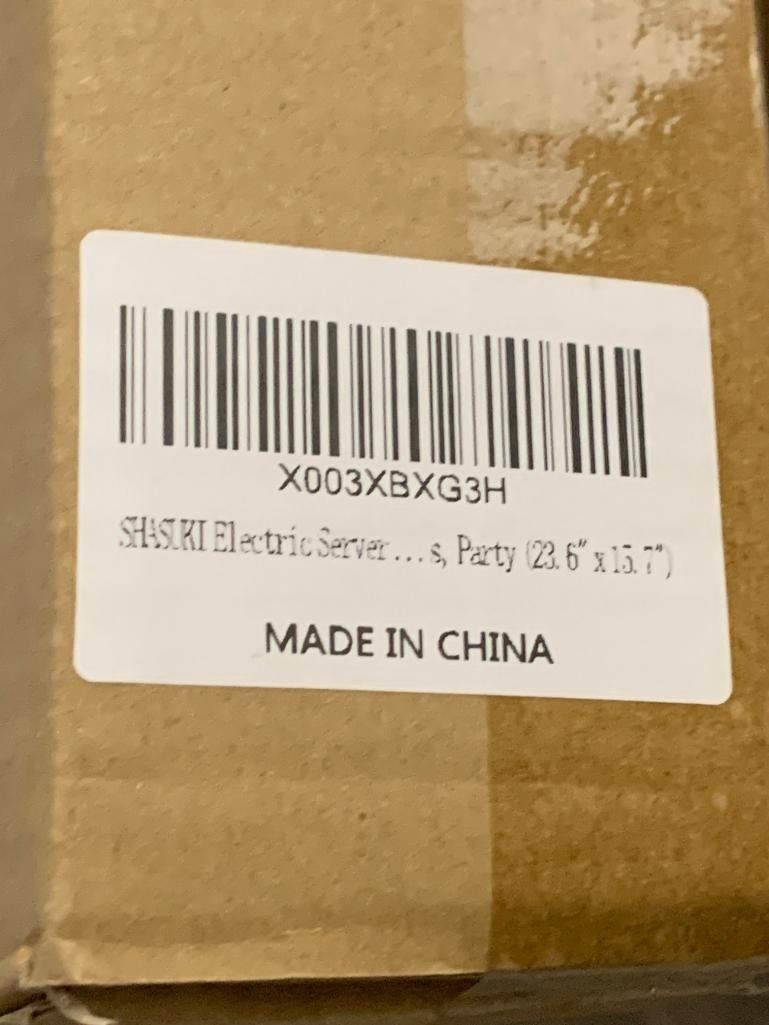 X003XBXG3H
SHASUKI Electric Server ... s, Party (23.6" x 15.7")
MADE IN CHINA